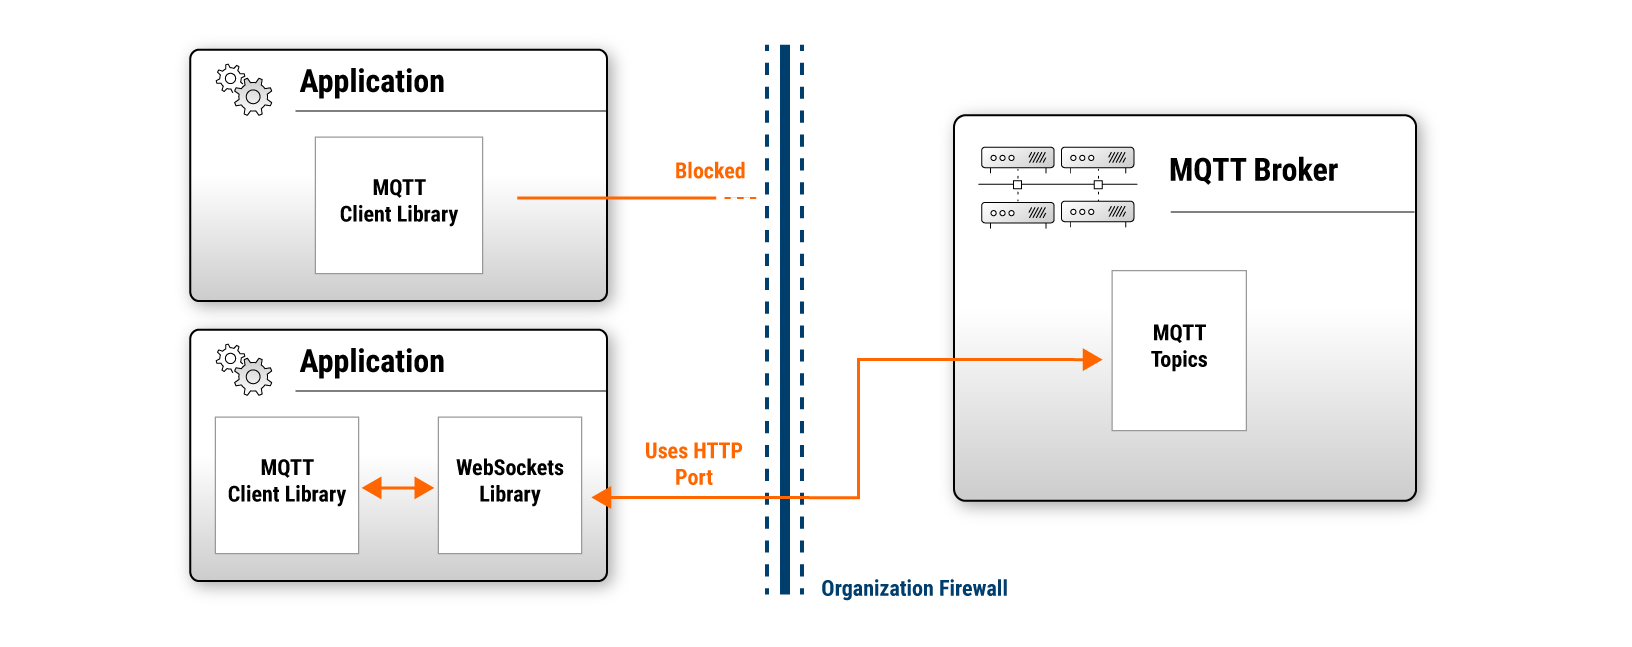 Application
MQTT
Client Library
Blocked
MQTT Broker
MQTT
Topics
Application
MQTT
Client Library
WebSockets
Library
Uses HTTP
Port
Organization Firewall